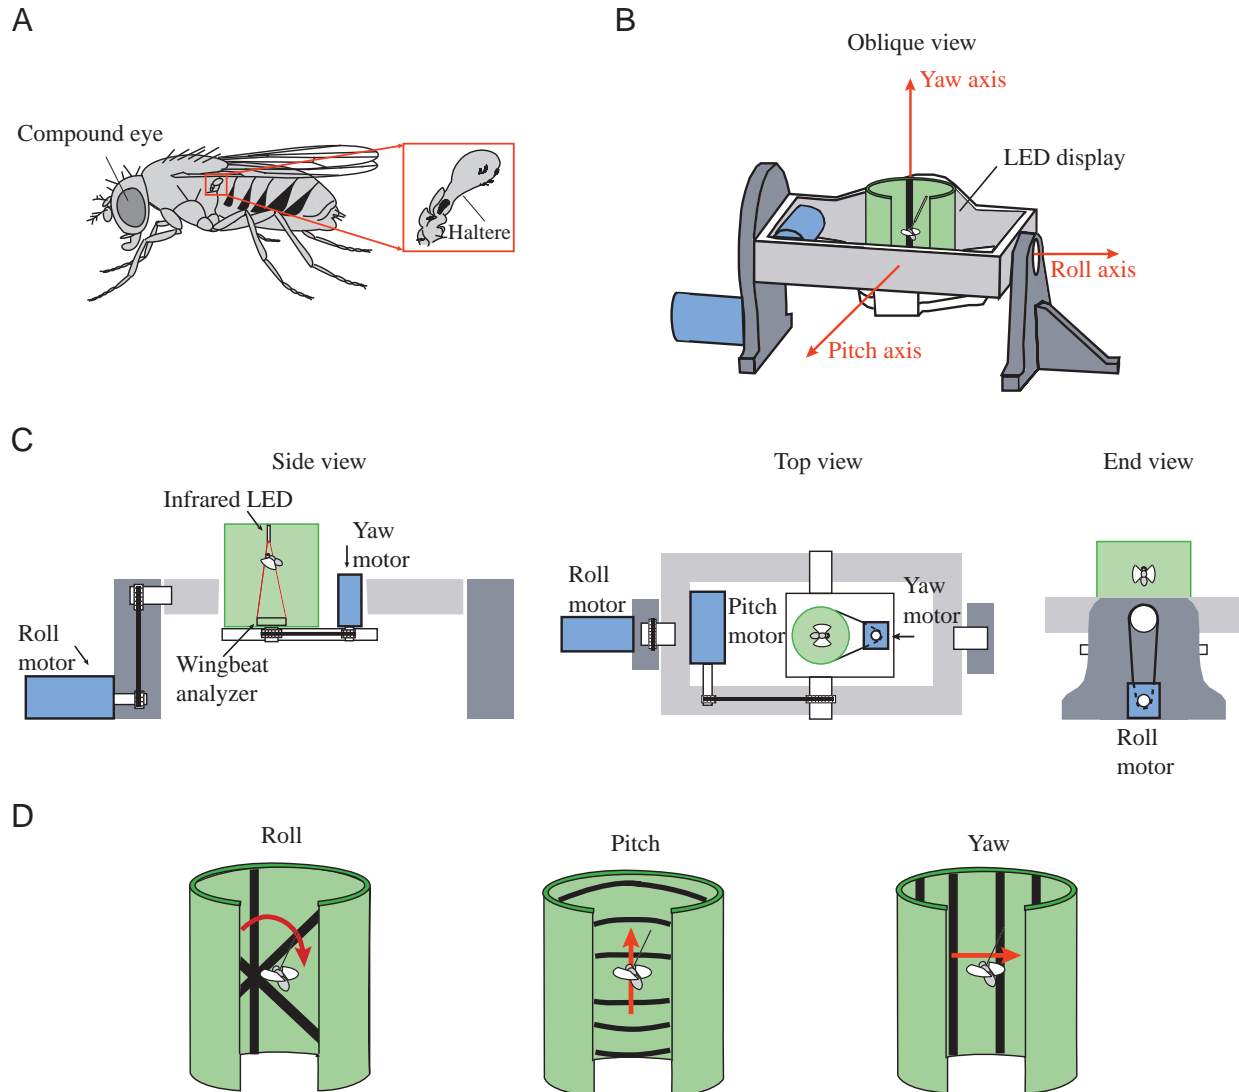 A
Compound eye
Haltere
B
Oblique view
Yaw axis
LED display
Roll axis
Pitch axis
C
Side view
Infrared LED
Yaw
motor
Roll
motor
Wingbeat
analyzer
Top view
Roll
motor
Pitch
motor
Yaw
motor
End view
Roll
motor
D
Roll
Pitch
Yaw